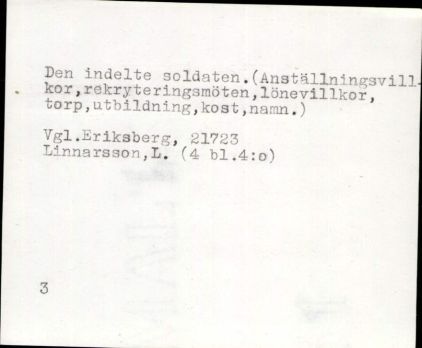 Den indelte soldaten.(Anställningsvill-
kor,rekryteringsmöten,lönevillkor,
torp,utbildning,kost,namn.)
Vgl.Eriksberg, 21723
Linnarsson,L. (4 bl.4:o)
3